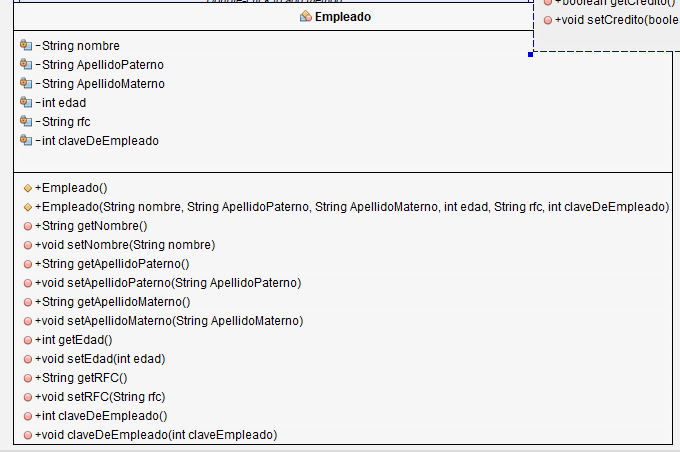 Empleado
+boolean getCredito()
+void setCredito(boole
-String nombre
-String ApellidoPaterno
-String ApellidoMaterno
-int edad
-String rfc
-int claveDeEmpleado
+Empleado()
+Empleado(String nombre, String ApellidoPaterno, String ApellidoMaterno, int edad, String rfc, int claveDeEmpleado)
+String getNombre()
+void setNombre(String nombre)
+String getApellidoPaterno()
+void setApellidoPaterno(String ApellidoPaterno)
+String getApellidoMaterno()
+void setApellidoMaterno(String ApellidoMaterno)
+int getEdad()
+void setEdad(int edad)
+String getRFC()
+void setRFC(String rfc)
+int claveDeEmpleado()
+void claveDeEmpleado(int claveEmpleado)